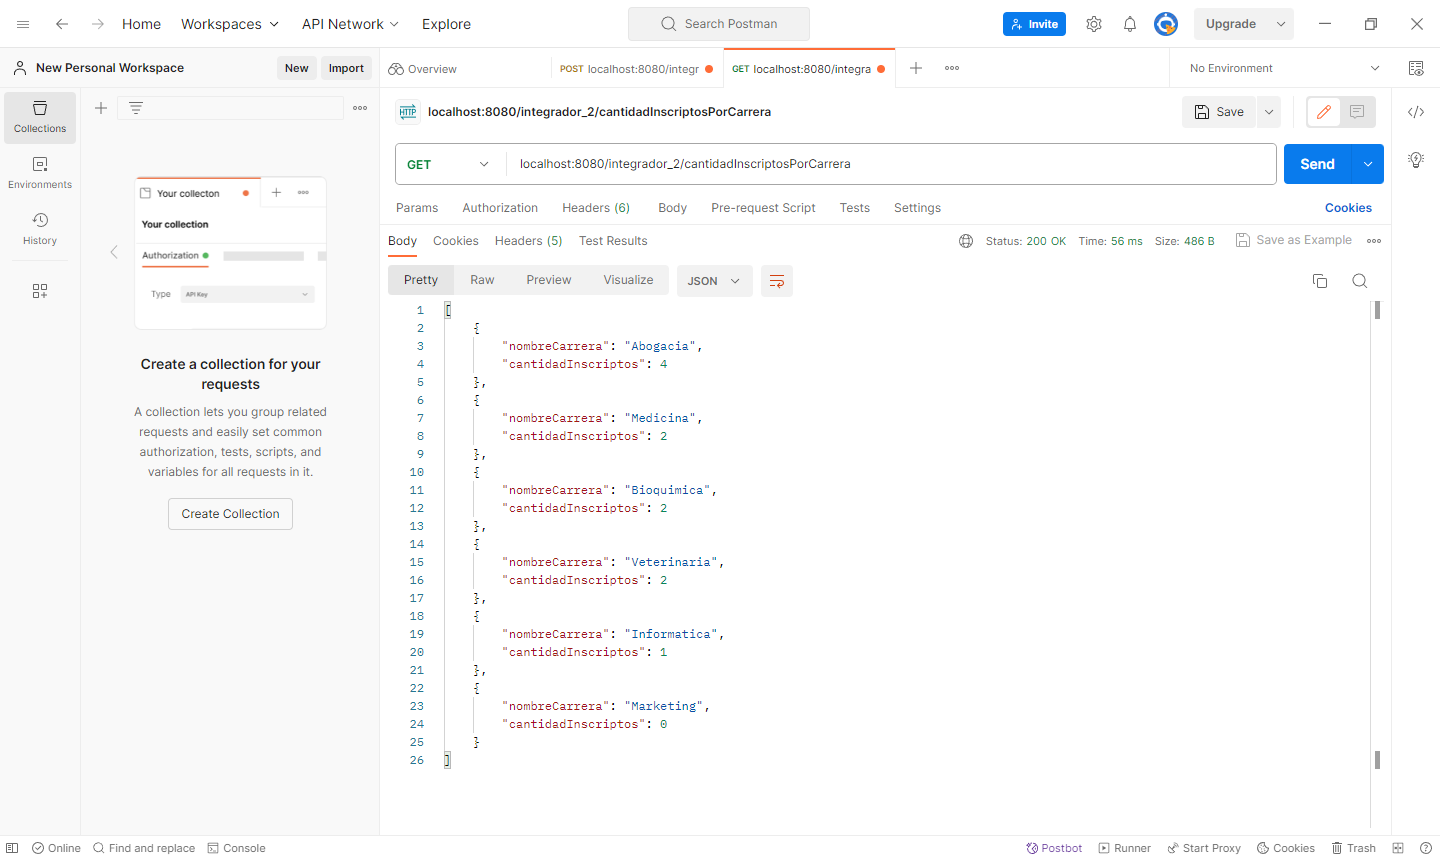 Home Workspaces API Network Explore Search Postman Invite Upgrade
New Personal Workspace New Import Overview POST localhost:8080/integr GET localhost:8080/integra No Environment
Collections
Environments
History
Your collecton
Your collection
Authorization
Type API Key
Create a collection for your
requests
A collection lets you group related
requests and easily set common
authorization, tests, scripts, and
variables for all requests in it.
Create Collection
HTTP localhost:8080/integrador_2/cantidadInscriptosPorCarrera Save
GET localhost:8080/integrador_2/cantidadInscriptosPorCarrera Send
Params Authorization Headers (6) Body Pre-request Script Tests Settings Cookies
Body Cookies Headers (5) Test Results Status: 200 OK Time: 56 ms Size: 486 B Save as Example
Pretty Raw Preview Visualize JSON
1 [
2 {
3 "nombreCarrera": "Abogacia",
4 "cantidadInscriptos": 4
5 },
6 {
7 "nombreCarrera": "Medicina",
8 "cantidadInscriptos": 2
9 },
10 {
11 "nombreCarrera": "Bioquimica",
12 "cantidadInscriptos": 2
13 },
14 {
15 "nombreCarrera": "Veterinaria",
16 "cantidadInscriptos": 2
17 },
18 {
19 "nombreCarrera": "Informatica",
20 "cantidadInscriptos": 1
21 },
22 {
23 "nombreCarrera": "Marketing",
24 "cantidadInscriptos": 0
25 }
26 ]
Online Find and replace Console Postbot Runner Start Proxy Cookies Trash